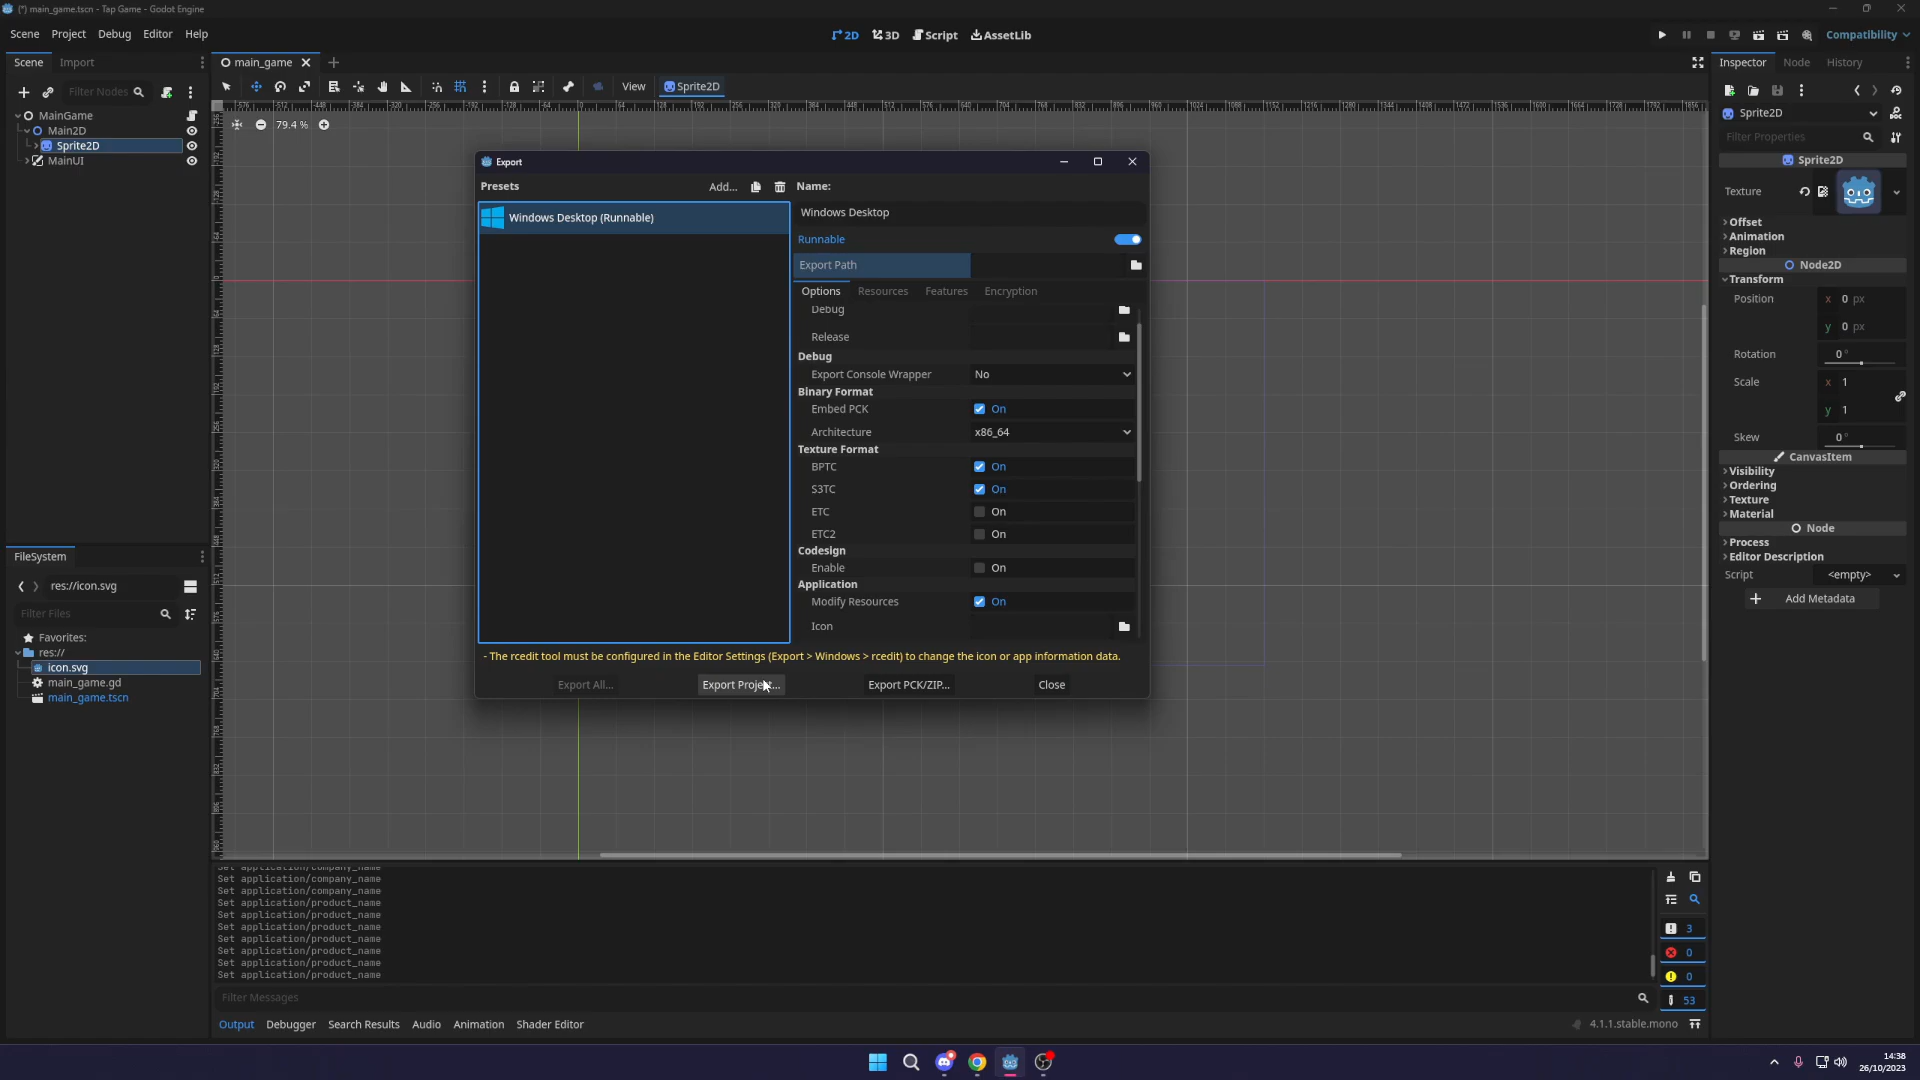 (*) main_game.tscn - Tap Game - Godot Engine
Scene Project Debug Editor Help
2D 3D Script AssetLib
Compatibility
Scene Import
main_game
Inspector Node History
Filter Nodes
View Sprite2D
MainGame
Main2D
Sprite2D
MainUI
79.4 %
Sprite2D
Filter Properties
Sprite2D
Texture
Offset
Animation
Region
Node2D
Transform
Position x 0 px
y 0 px
Rotation 0 °
Scale x 1
y 1
Skew 0 °
CanvasItem
Visibility
Ordering
Texture
Material
Node
Process
Editor Description
Script <empty>
Add Metadata
Export
Presets Add... Name:
Windows Desktop (Runnable)
Windows Desktop
Runnable
Export Path
Options Resources Features Encryption
Debug
Release
Debug
Export Console Wrapper No
Binary Format
Embed PCK On
Architecture x86_64
Texture Format
BPTC On
S3TC On
ETC On
ETC2 On
Codesign
Enable On
Application
Modify Resources On
Icon
- The rcedit tool must be configured in the Editor Settings (Export > Windows > rcedit) to change the icon or app information data.
Export All... Export Project... Export PCK/ZIP... Close
FileSystem
res://icon.svg
Filter Files
Favorites:
res://
icon.svg
main_game.gd
main_game.tscn
Set application/company_name
Set application/company_name
Set application/company_name
Set application/product_name
Set application/product_name
Set application/product_name
Set application/product_name
Set application/product_name
Set application/product_name
Set application/product_name
3
0
0
53
Filter Messages
Output Debugger Search Results Audio Animation Shader Editor
4.1.1.stable.mono
14:38
26/10/2023